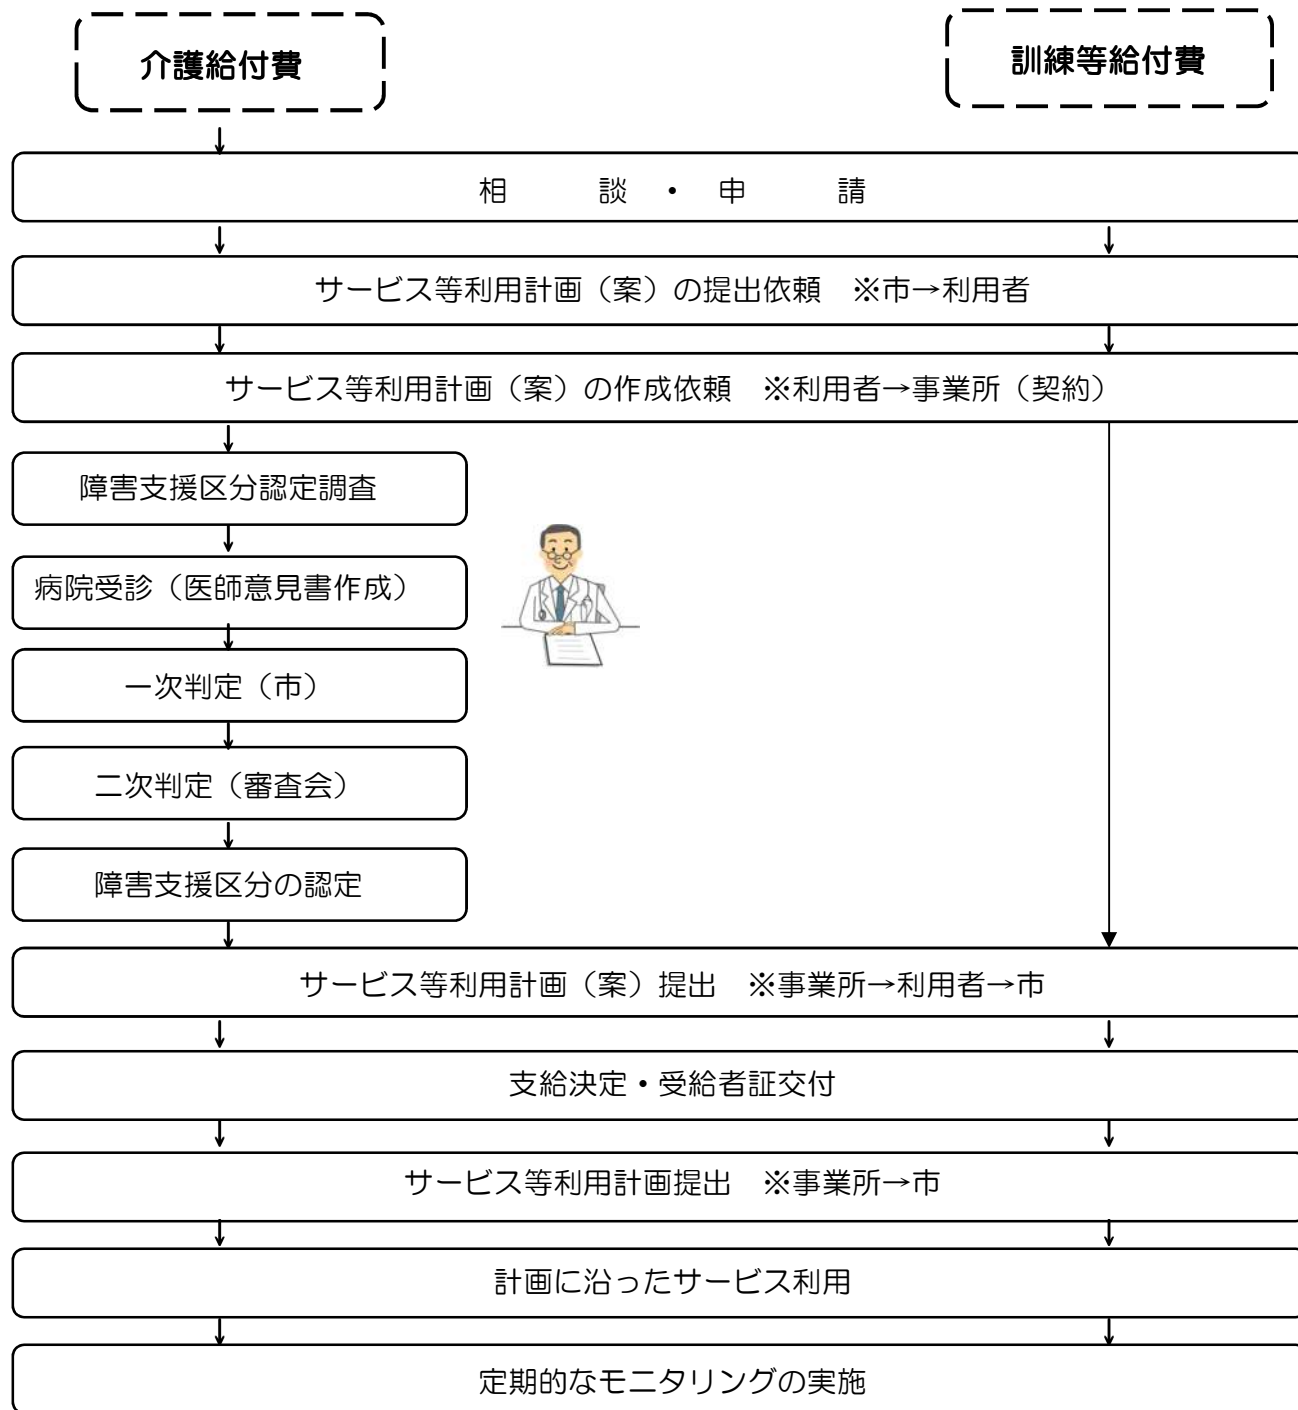 介護給付費
訓練等給付費
相談・申請
サービス等利用計画（案）の提出依頼　※市→利用者
サービス等利用計画（案）の作成依頼　※利用者→事業所（契約）
障害支援区分認定調査
病院受診（医師意見書作成）
一次判定（市）
二次判定（審査会）
障害支援区分の認定
サービス等利用計画（案）提出　※事業所→利用者→市
支給決定・受給者証交付
サービス等利用計画提出　※事業所→市
計画に沿ったサービス利用
定期的なモニタリングの実施